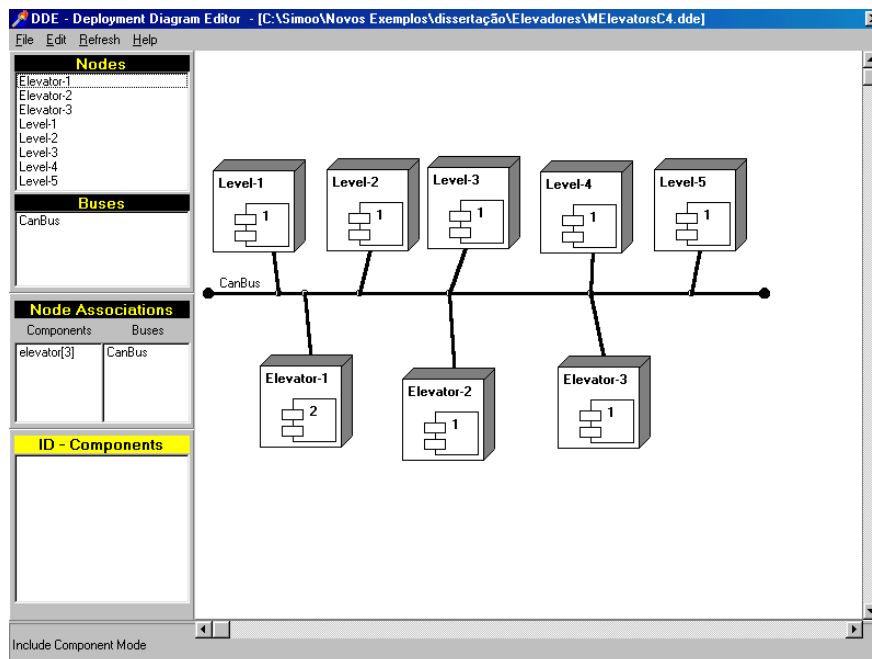 DDE - Deployment Diagram Editor - [C:\Simoo\Novos Exemplos\dissertação\Elevadores\MElevatorsC4.dde]
File Edit Refresh Help
Nodes
Elevator-1
Elevator-2
Elevator-3
Level-1
Level-2
Level-3
Level-4
Level-5
Buses
CanBus
Node Associations
Components Buses
elevator[3] CanBus
ID - Components
Include Component Mode
Level-1
1
Level-2
1
Level-3
1
Level-4
1
Level-5
1
CanBus
Elevator-1
2
Elevator-2
1
Elevator-3
1